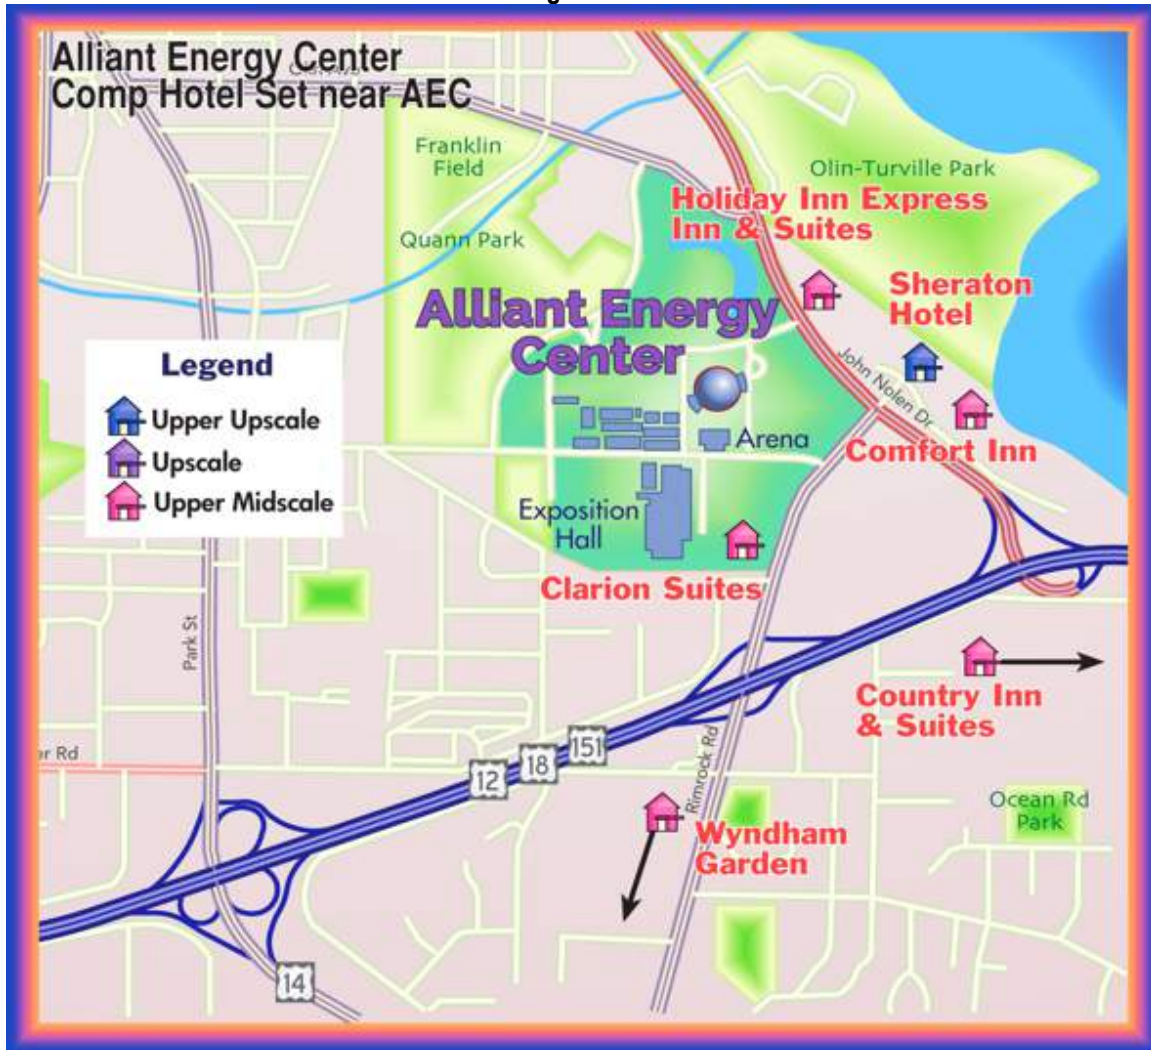 Alliant Energy Center
Comp Hotel Set near AEC
Franklin
Field
Olin-Turville Park
Holiday Inn Express
Inn & Suites
Quann Park
Sheraton
Hotel
Alliant Energy
Center
John Nolen Dr
Legend
Upper Upscale
Upscale
Upper Midscale
Arena
Comfort Inn
Exposition
Hall
Clarion Suites
Park St
Country Inn
& Suites
151
18
12
er Rd
Rimrock Rd
Ocean Rd
Park
Wyndham
Garden
14